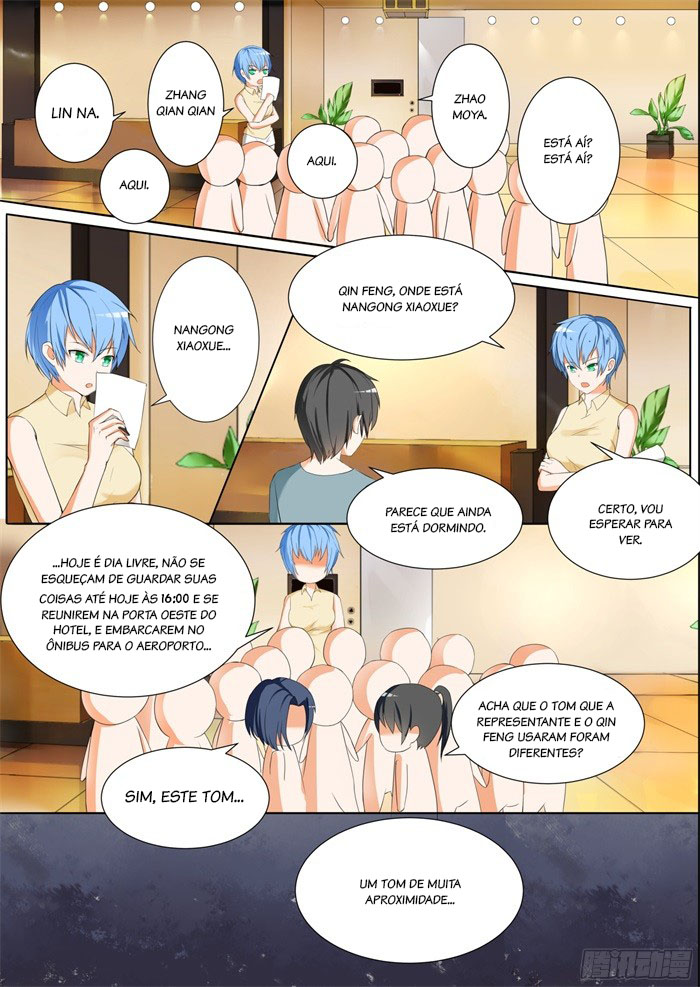 LIN NA.
ZHANG
QIAN QIAN
AQUI.
AQUI.
ZHAO
MOYA.
ESTÁ AÍ?
ESTÁ AÍ?
NANGONG
XIAOXUE...
QIN FENG, ONDE ESTÁ
NANGONG XIAOXUE?
PARECE QUE AINDA
ESTÁ DORMINDO.
CERTO, VOU
ESPERAR PARA
VER.
...HOJE É DIA LIVRE, NÃO SE
ESQUEÇAM DE GUARDAR SUAS
COISAS ATÉ HOJE ÀS 16:00 E SE
REUNIREM NA PORTA OESTE DO
HOTEL, E EMBARCAREM NO
ÔNIBUS PARA O AEROPORTO...
ACHA QUE O TOM QUE A
REPRESENTANTE E O QIN
FENG USARAM FORAM
DIFERENTES?
SIM, ESTE TOM...
UM TOM DE MUITA
APROXIMIDADE...
腾讯动漫